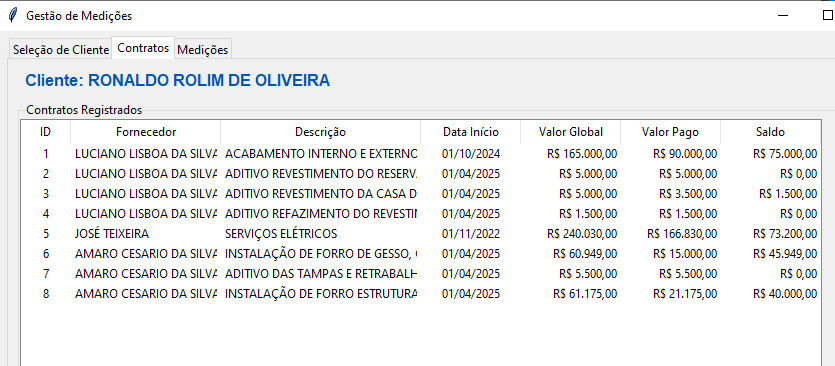 Gestão de Medições
Seleção de Cliente Contratos Medições
Cliente: RONALDO ROLIM DE OLIVEIRA
Contratos Registrados
ID Fornecedor Descrição Data Início Valor Global Valor Pago Saldo
1 LUCIANO LISBOA DA SILVA ACABAMENTO INTERNO E EXTERNO 01/10/2024 R$ 165.000,00 R$ 90.000,00 R$ 75.000,00
2 LUCIANO LISBOA DA SILVA ADITIVO REVESTIMENTO DO RESERV 01/04/2025 R$ 5.000,00 R$ 5.000,00 R$ 0,00
3 LUCIANO LISBOA DA SILVA ADITIVO REVESTIMENTO DA CASA D 01/04/2025 R$ 5.000,00 R$ 3.500,00 R$ 1.500,00
4 LUCIANO LISBOA DA SILVA ADITIVO REFAZIMENTO DO REVESTI 01/04/2025 R$ 1.500,00 R$ 1.500,00 R$ 0,00
5 JOSÉ TEIXEIRA SERVIÇOS ELÉTRICOS 01/11/2022 R$ 240.030,00 R$ 166.830,00 R$ 73.200,00
6 AMARO CESARIO DA SILVA INSTALAÇÃO DE FORRO DE GESSO, 01/04/2025 R$ 60.949,00 R$ 15.000,00 R$ 45.949,00
7 AMARO CESARIO DA SILVA ADITIVO DAS TAMPAS E RETRABALH 01/04/2025 R$ 5.500,00 R$ 5.500,00 R$ 0,00
8 AMARO CESARIO DA SILVA INSTALAÇÃO DE FORRO ESTRUTURA 01/04/2025 R$ 61.175,00 R$ 21.175,00 R$ 40.000,00